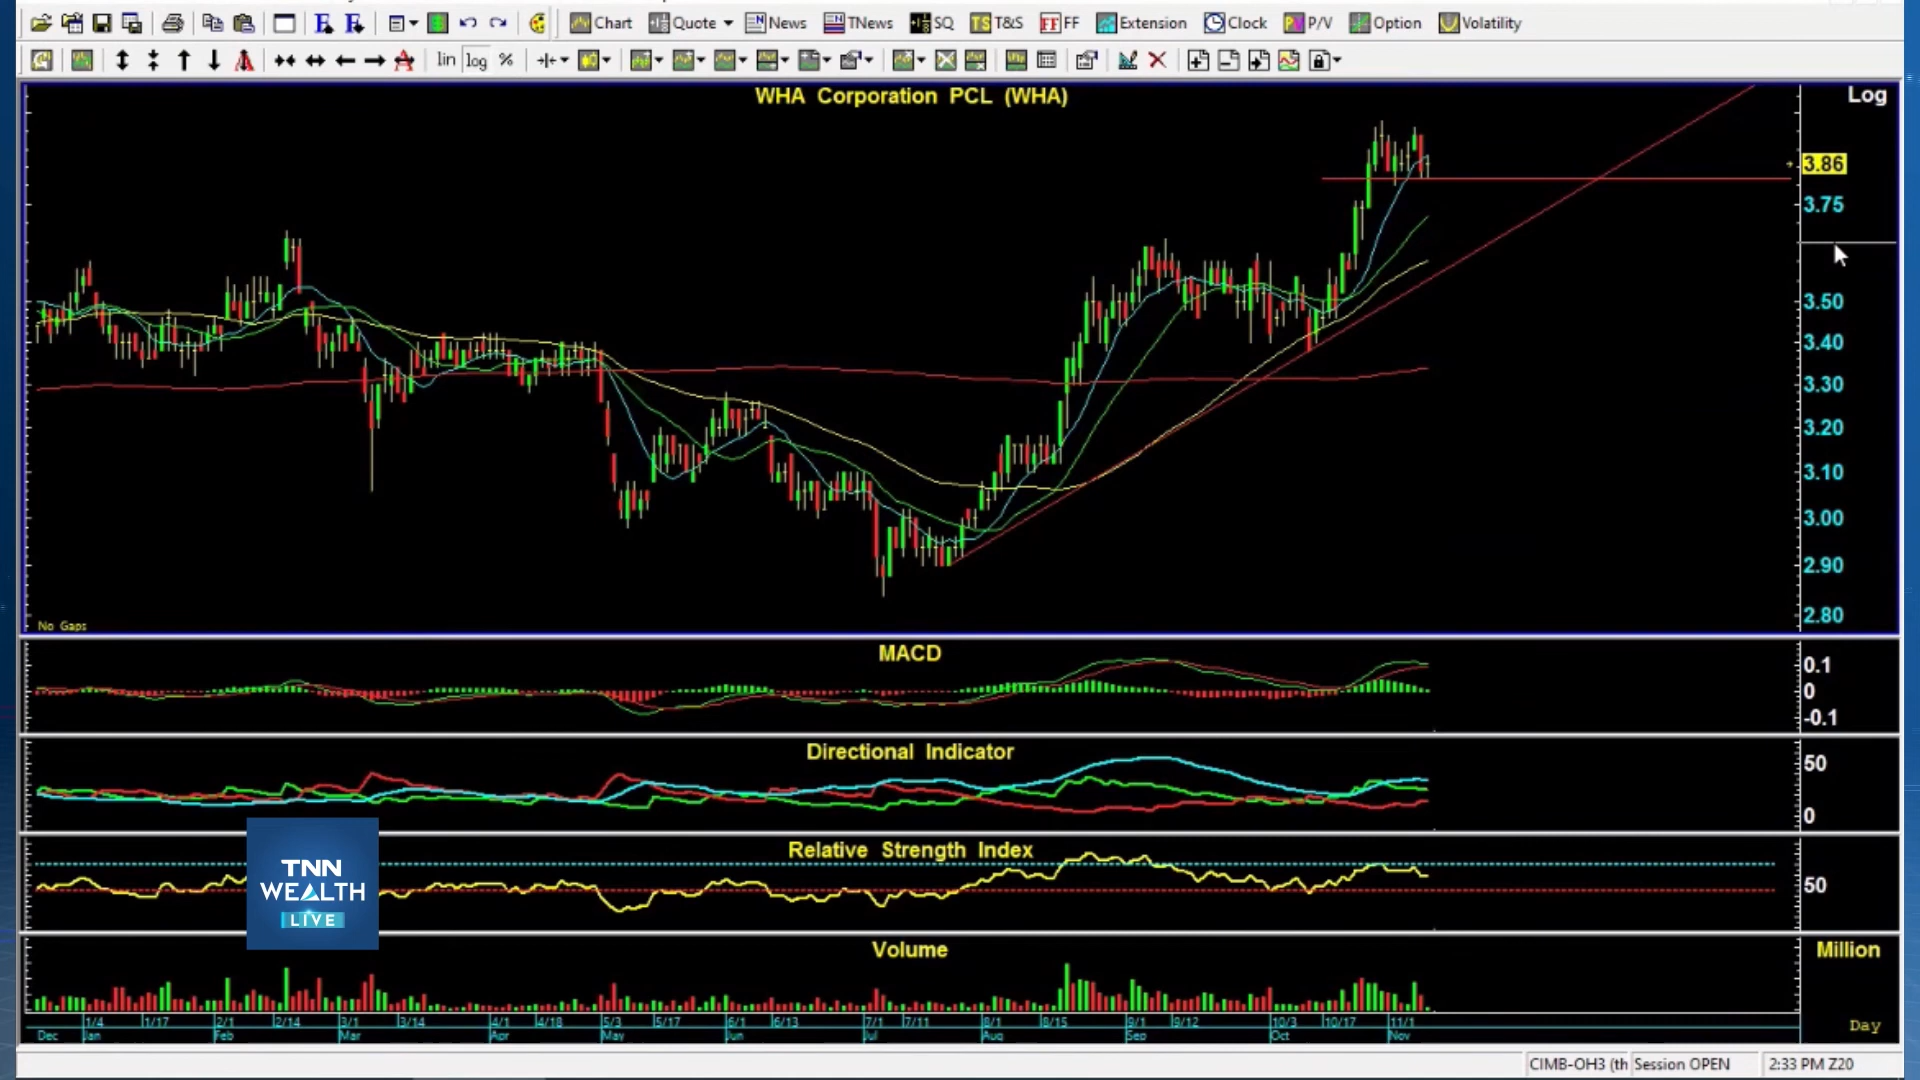 Chart Quote News TNews SQ TS T&S FF FF Extension Clock P/V Option Volatility
lin log %
WHA Corporation PCL (WHA)
Log
3.86
3.75
3.50
3.40
3.30
3.20
3.10
3.00
2.90
2.80
No Gaps
MACD
0.1
0
-0.1
Directional Indicator
50
0
Relative Strength Index
50
TNN
WEALTH
LIVE
Volume
Million
1/4 1/17 2/1 2/14 3/1 3/14 4/1 4/18 5/3 5/17 6/1 6/13 7/1 7/11 8/1 8/15 9/1 9/12 10/3 10/17 11/1
Dec Jan Feb Mar Apr May Jun Jul Aug Sep Oct Nov
Day
CIMB-OH3 (th Session OPEN 2:33 PM Z20